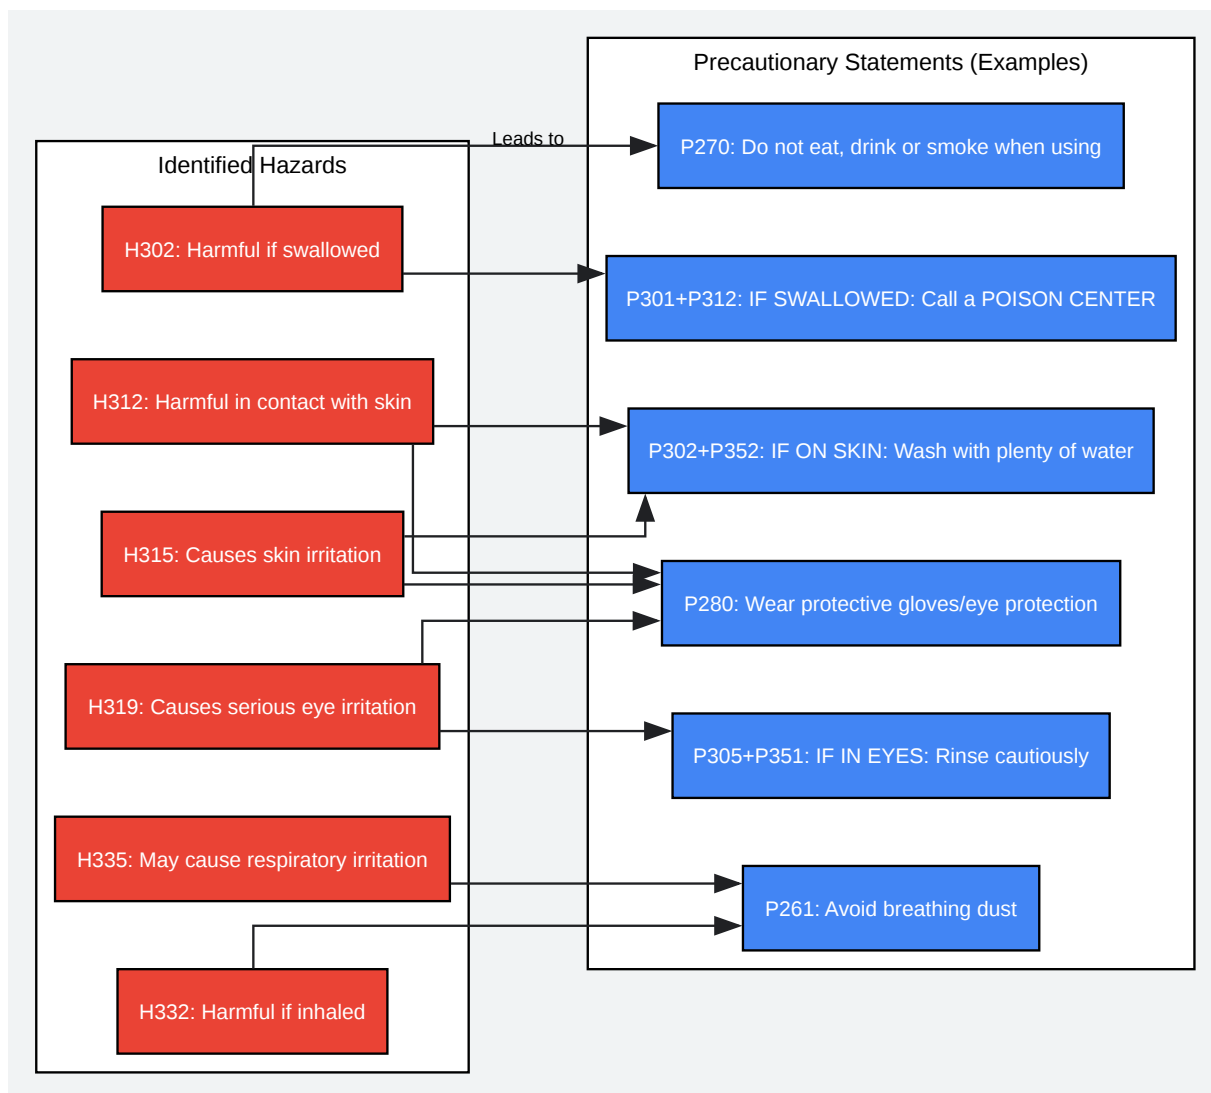 Precautionary Statements (Examples)
Leads to
P270: Do not eat, drink or smoke when using
Identified Hazards
H302: Harmful if swallowed
P301+P312: IF SWALLOWED: Call a POISON CENTER
H312: Harmful in contact with skin
P302+P352: IF ON SKIN: Wash with plenty of water
H315: Causes skin irritation
P280: Wear protective gloves/eye protection
H319: Causes serious eye irritation
P305+P351: IF IN EYES: Rinse cautiously
H335: May cause respiratory irritation
P261: Avoid breathing dust
H332: Harmful if inhaled